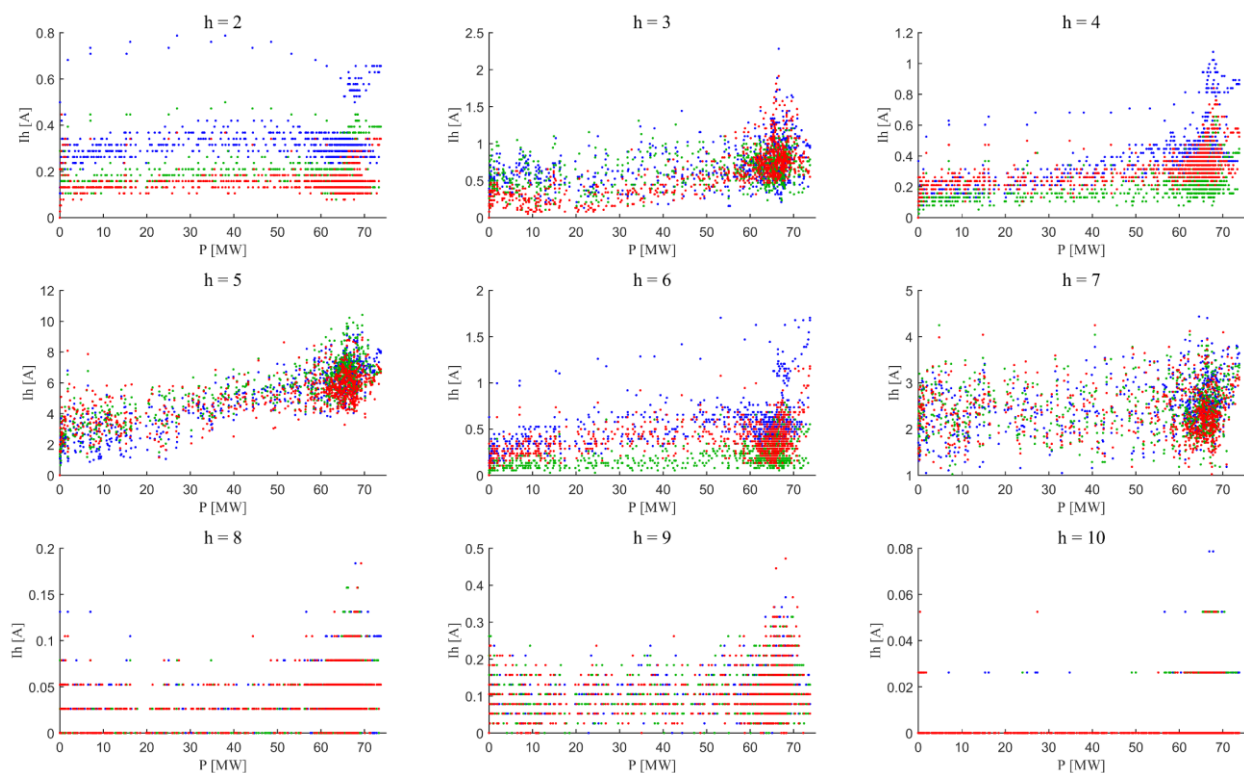 h = 2
0.8
0.6
0.4
0.2
0
Ih [A]
0 10 20 30 40 50 60 70
P [MW]
h = 3
2.5
2
1.5
1
0.5
0
Ih [A]
0 10 20 30 40 50 60 70
P [MW]
h = 4
1.2
1
0.8
0.6
0.4
0.2
0
Ih [A]
0 10 20 30 40 50 60 70
P [MW]
h = 5
12
10
8
6
4
2
0
Ih [A]
0 10 20 30 40 50 60 70
P [MW]
h = 6
2
1.5
1
0.5
0
Ih [A]
0 10 20 30 40 50 60 70
P [MW]
h = 7
5
4
3
2
1
Ih [A]
0 10 20 30 40 50 60 70
P [MW]
h = 8
0.2
0.15
0.1
0.05
0
Ih [A]
0 10 20 30 40 50 60 70
P [MW]
h = 9
0.5
0.4
0.3
0.2
0.1
0
Ih [A]
0 10 20 30 40 50 60 70
P [MW]
h = 10
0.08
0.06
0.04
0.02
0
Ih [A]
0 10 20 30 40 50 60 70
P [MW]